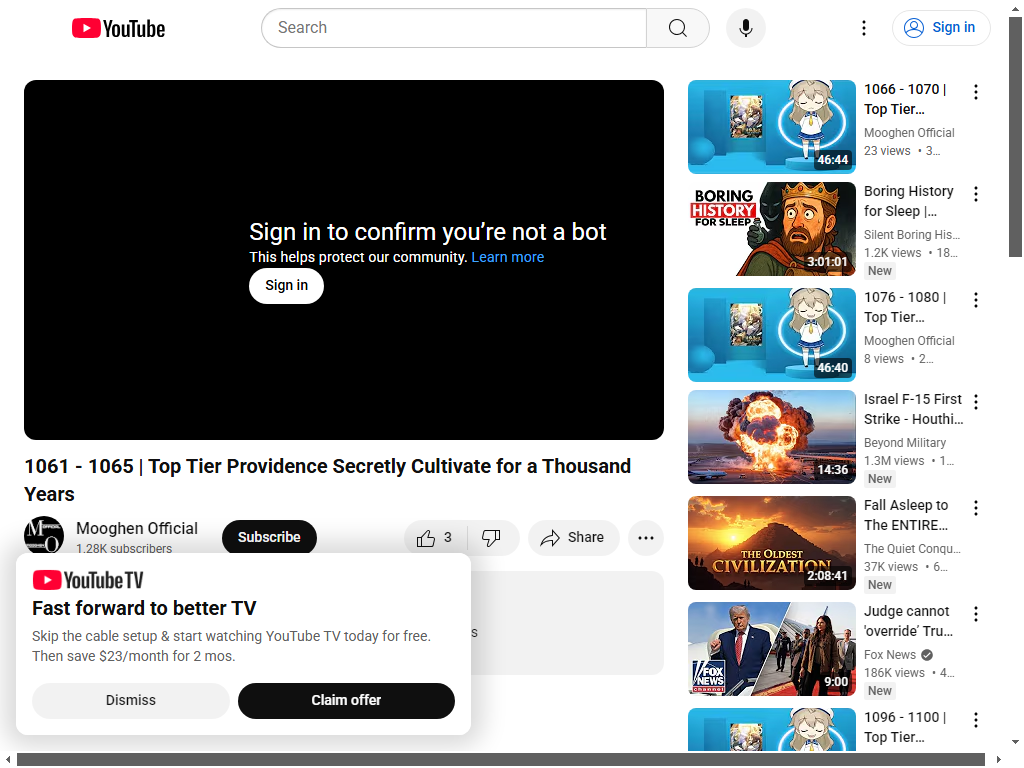 YouTube
Search
Sign in
Sign in to confirm you’re not a bot
This helps protect our community. Learn more
Sign in
1061 - 1065 | Top Tier Providence Secretly Cultivate for a Thousand
Years
Mooghen Official
1.28K subscribers
Subscribe
3
Share
YouTube TV
Fast forward to better TV
Skip the cable setup & start watching YouTube TV today for free.
Then save $23/month for 2 mos.
Dismiss
Claim offer
46:44
1066 - 1070 |
Top Tier…
Mooghen Official
23 views • 3…
BORING
HISTORY
FOR SLEEP
3:01:01
Boring History
for Sleep |…
Silent Boring His…
1.2K views • 18…
New
46:40
1076 - 1080 |
Top Tier…
Mooghen Official
8 views • 2…
14:36
Israel F-15 First
Strike - Houthi…
Beyond Military
1.3M views • 1…
New
THE OLDEST
CIVILIZATION
2:08:41
Fall Asleep to
The ENTIRE…
The Quiet Conqu…
37K views • 6…
New
FOX
NEWS
channel
9:00
Judge cannot
'override' Tru…
Fox News
186K views • 4…
New
1096 - 1100 |
Top Tier…